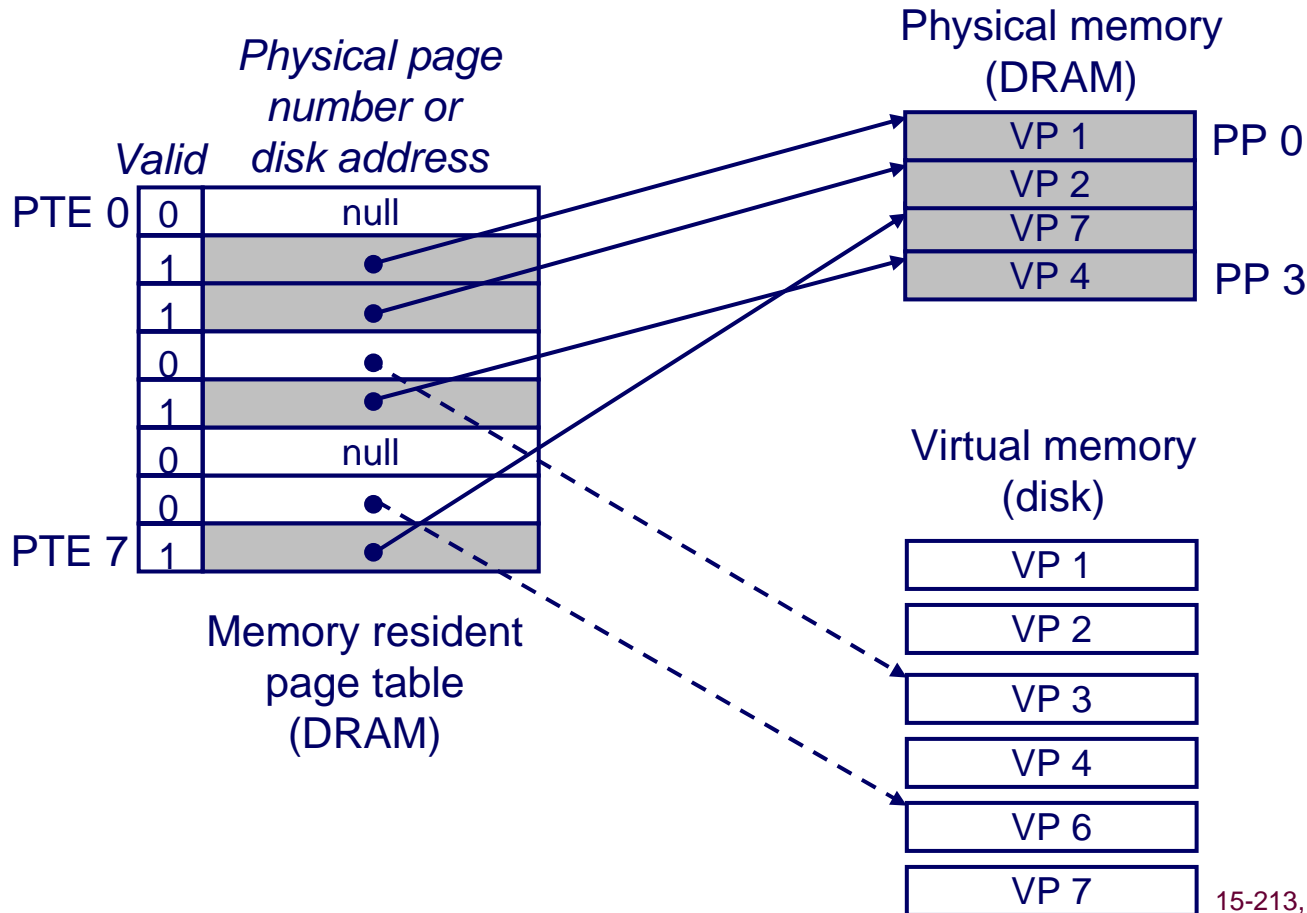 Physical page
number or
disk address
Valid
PTE 0
0
null
1
1
0
1
0
null
0
PTE 7
1
Memory resident
page table
(DRAM)
Physical memory
(DRAM)
VP 1
PP 0
VP 2
VP 7
VP 4
PP 3
Virtual memory
(disk)
VP 1
VP 2
VP 3
VP 4
VP 6
VP 7
15-213,